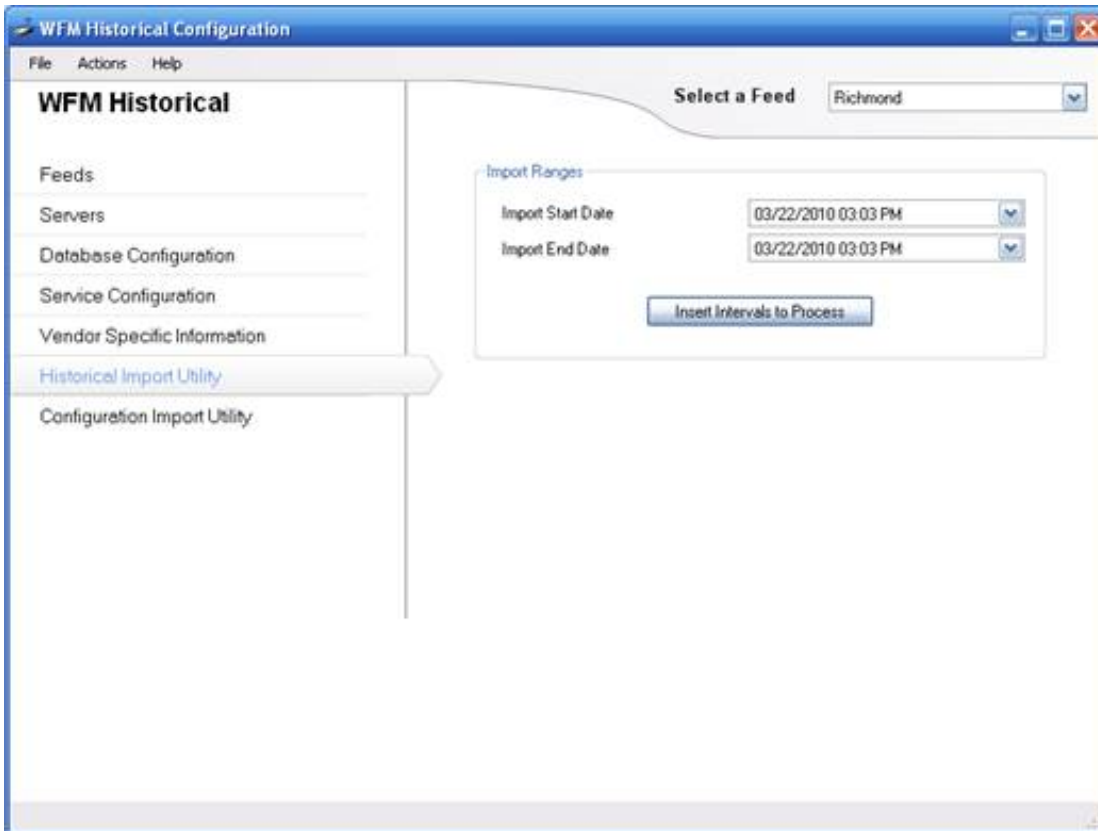 WFM Historical Configuration
File Actions Help
WFM Historical
Select a Feed Richmond
Feeds
Servers
Database Configuration
Service Configuration
Vendor Specific Information
Historical Import Utility
Configuration Import Utility
Import Ranges
Import Start Date 03/22/2010 03:03 PM
Import End Date 03/22/2010 03:03 PM
Insert Intervals to Process